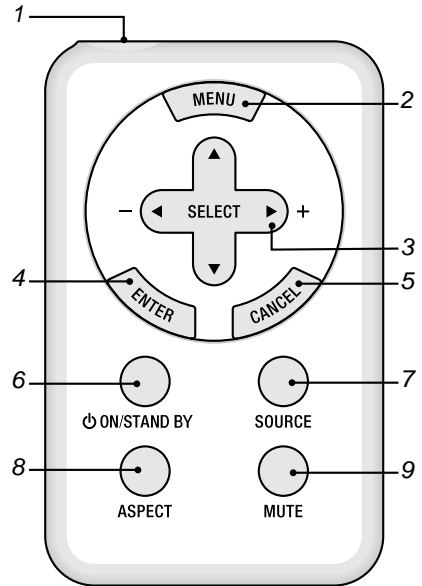 1
MENU
2
− SELECT +
3
4
ENTER
CANCEL
5
6
7
⏻ ON/STAND BY
SOURCE
8
9
ASPECT
MUTE